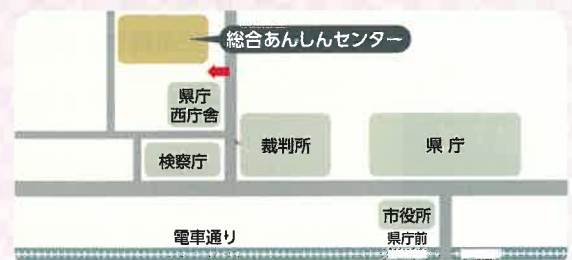 総合あんしんセンター
県庁
西庁舎
裁判所
県庁
検察庁
市役所
電車通り
県庁前